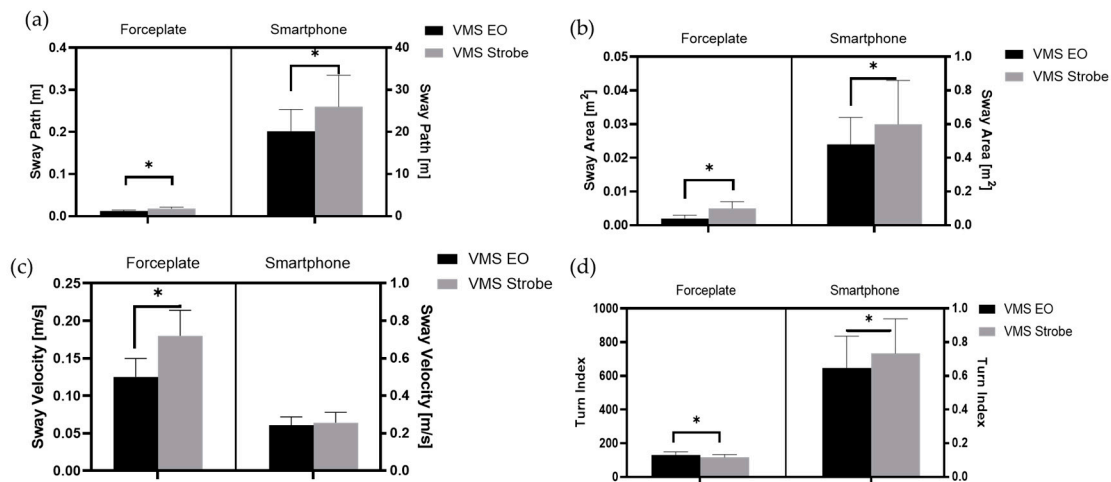 (a)
Forceplate Smartphone
VMS EO
VMS Strobe
Sway Path [m]
0.4
0.3
0.2
0.1
0.0
*
*
40
30
20
10
0
Sway Path [m]
(b)
Forceplate Smartphone
VMS EO
VMS Strobe
Sway Area [m²]
0.05
0.04
0.03
0.02
0.01
0.00
*
*
1.0
0.8
0.6
0.4
0.2
0.0
Sway Area [m²]
(c)
Forceplate Smartphone
VMS EO
VMS Strobe
Sway Velocity [m/s]
0.25
0.20
0.15
0.10
0.05
0.00
*
1.0
0.8
0.6
0.4
0.2
0.0
Sway Velocity [m/s]
(d)
Forceplate Smartphone
VMS EO
VMS Strobe
Turn Index
1000
800
600
400
200
0
*
*
1.0
0.8
0.6
0.4
0.2
0.0
Turn Index